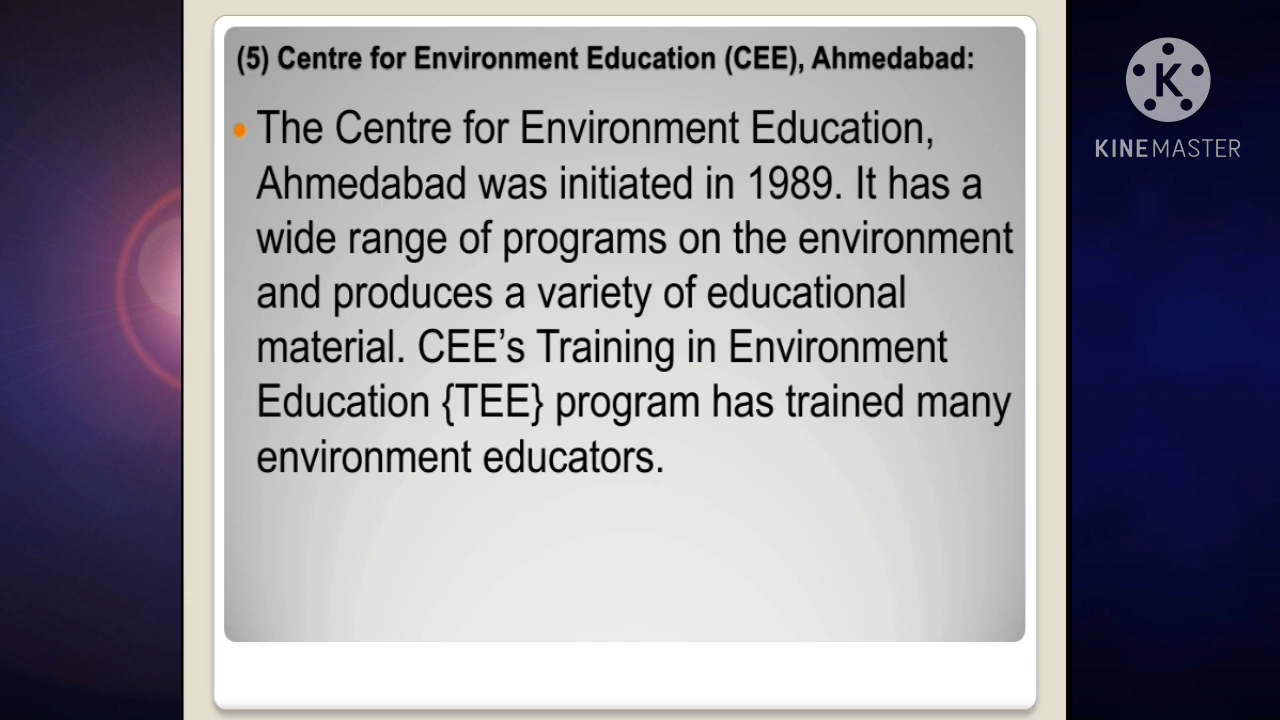 (5) Centre for Environment Education (CEE), Ahmedabad:
• The Centre for Environment Education,
Ahmedabad was initiated in 1989. It has a
wide range of programs on the environment
and produces a variety of educational
material. CEE’s Training in Environment
Education {TEE} program has trained many
environment educators.
K
KINEMASTER